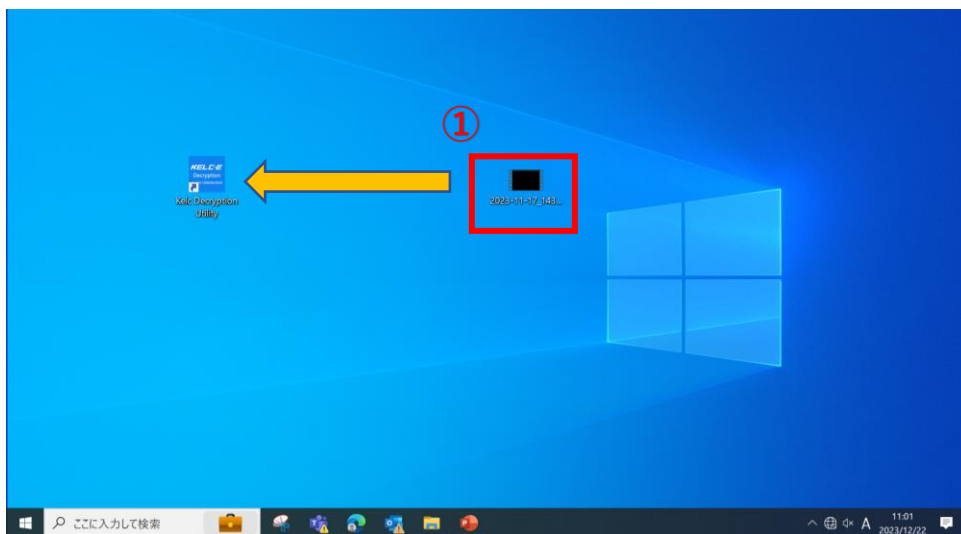 ①
KELC-E
Decryption
Kelc Decryption
Utility
2023-11-17_143...
ここに入力して検索
A
11:01
2023/12/22